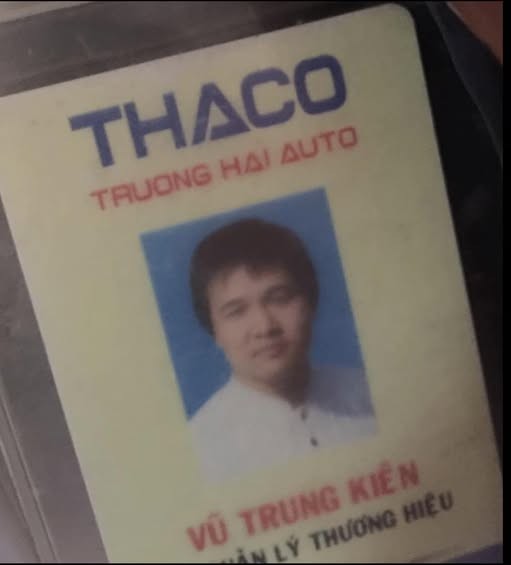 THACO
TRUONG HAI AUTO
VŨ TRUNG KIÊN
LÝ THƯƠNG HIỆU